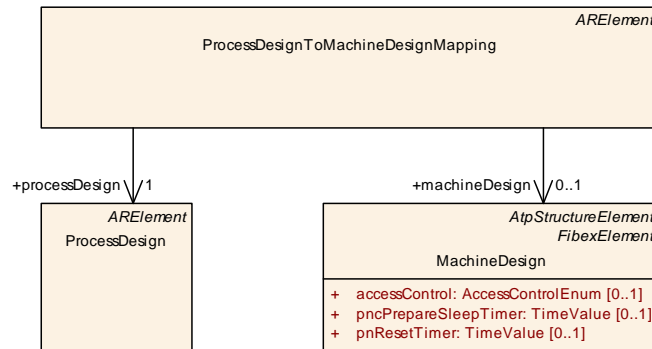 ARElement
ProcessDesignToMachineDesignMapping
+processDesign 1
+machineDesign 0..1
ARElement
ProcessDesign
AtpStructureElement
FibexElement
MachineDesign
+ accessControl: AccessControlEnum [0..1]
+ pncPrepareSleepTimer: TimeValue [0..1]
+ pnResetTimer: TimeValue [0..1]